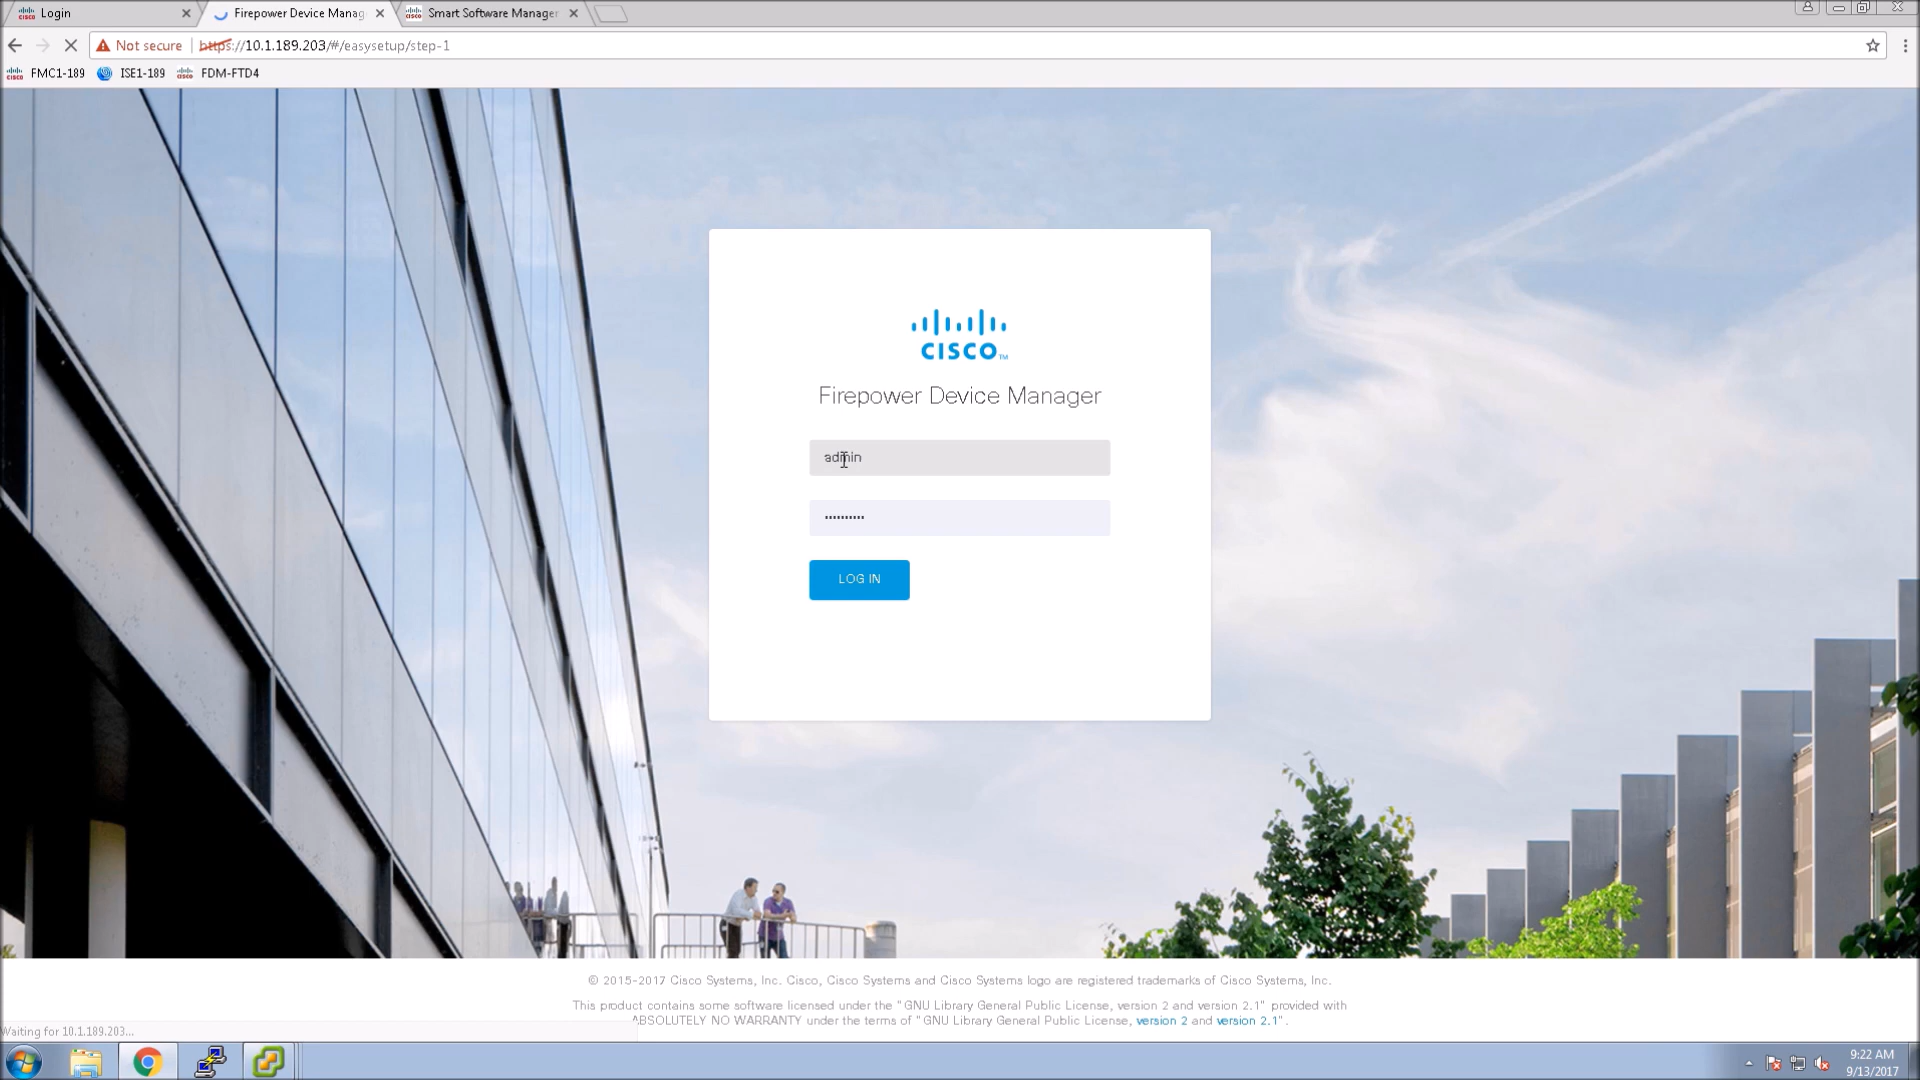 Login
Firepower Device Manag
Smart Software Manager
Not secure
https://10.1.189.203/#/easysetup/step-1
FMC1-189
ISE1-189
FDM-FTD4
CISCO™
Firepower Device Manager
admin
••••••••••
LOG IN
© 2015-2017 Cisco Systems, Inc. Cisco, Cisco Systems and Cisco Systems logo are registered trademarks of Cisco Systems, Inc.
This product contains some software licensed under the "GNU Library General Public License, version 2 and version 2.1" provided with
ABSOLUTELY NO WARRANTY under the terms of "GNU Library General Public License, version 2 and version 2.1".
Waiting for 10.1.189.203...
9:22 AM
9/13/2017